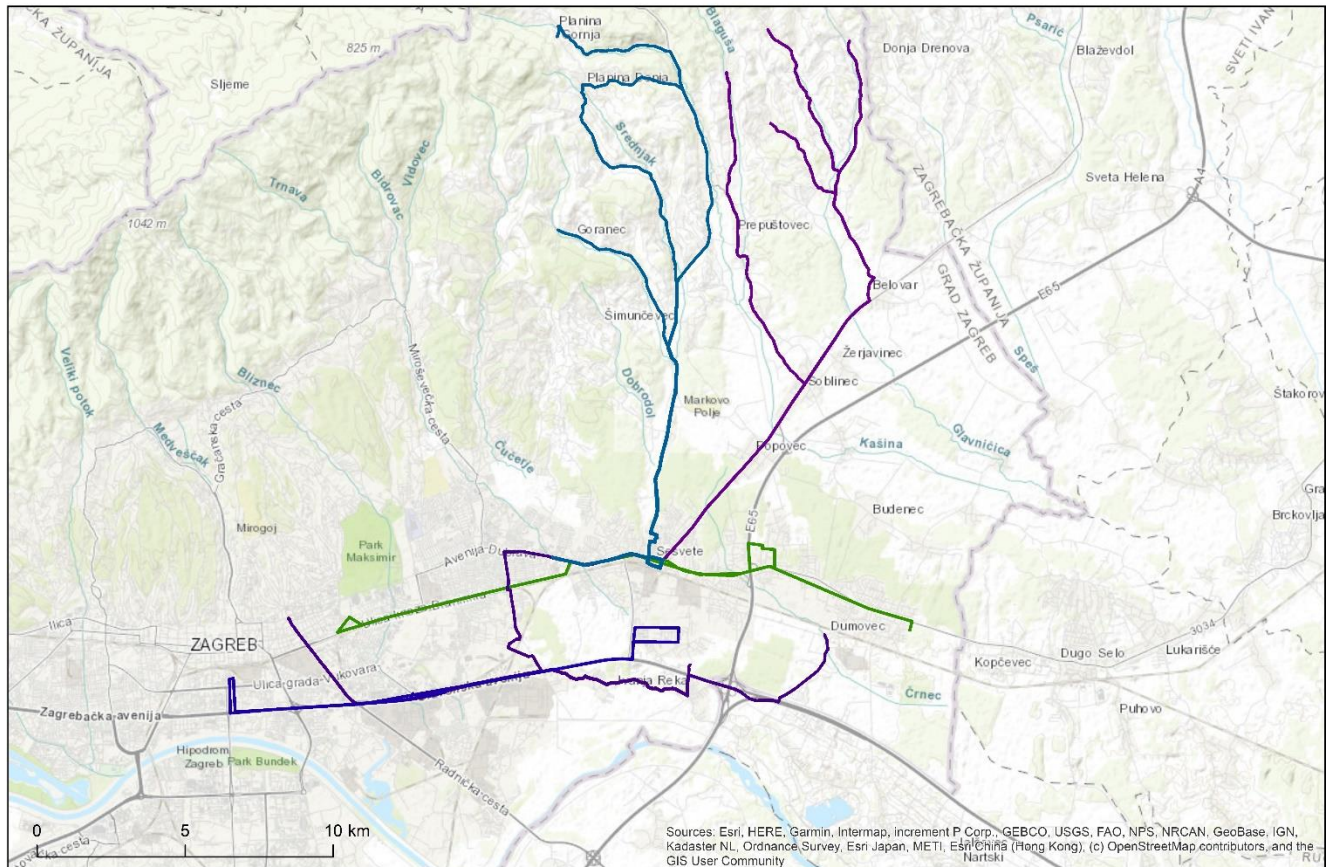 Planina
Gornja
Blaguša
Psarić
Donja Drenova
Blaževdol
SVETI IVAN
ČKA ŽUPANIJA
825 m
Sljeme
Planina Donja
Srednjak
Vidovec
Bidrovac
Trnava
Sveta Helena
A4
ZAGREBAČKA ŽUPANIJA
GRAD ZAGREB
1042 m
Goranec
Prepuštovec
Belovar
E65
Šimunčevec
Veliki potok
Bliznec
Miroševečka cesta
Žerjavinec
Speš
Soblinec
Dobrodol
Markovo
Polje
Štakorov
Medveščak
Gračanska cesta
Popovec
Kašina
Glavničica
Čučerje
Gra
Brckovlja
Mirogoj
Budenec
E65
Park
Maksimir
Avenija Dubrava
Sesvete
Ilica
ZAGREB
Dumovec
3034
Dugo Selo
Lukarišće
Kopčevec
Ulica grada Vukovara
Ivanja Reka
Črnec
Puhovo
Zagrebačka avenija
Hipodrom
Zagreb
Park Bundek
Radnička cesta
0 5 10 km
Sources: Esri, HERE, Garmin, Intermap, increment P Corp., GEBCO, USGS, FAO, NPS, NRCAN, GeoBase, IGN,
Kadaster NL, Ordnance Survey, Esri Japan, METI, Esri China (Hong Kong), (c) OpenStreetMap contributors, and the
GIS User Community
Nartski